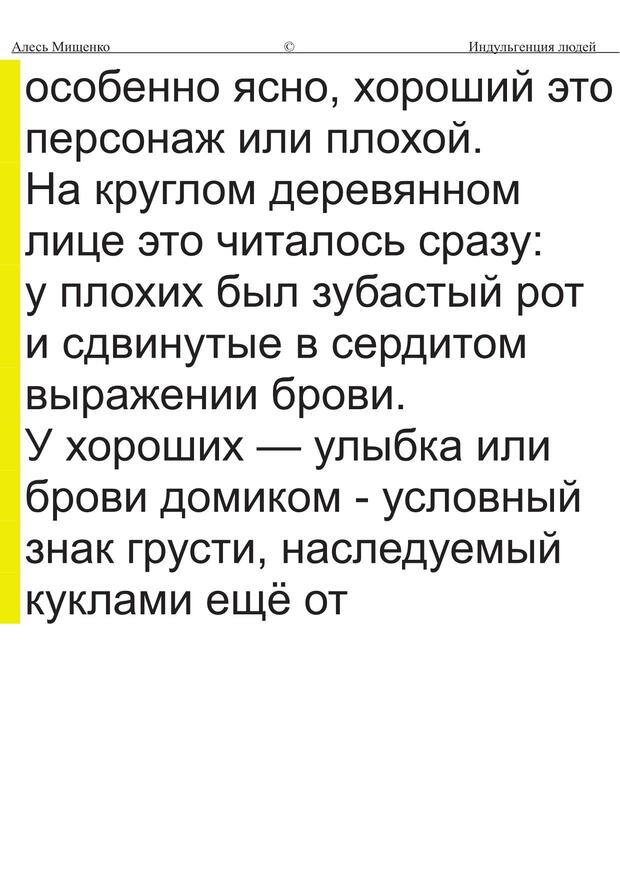 Алесь Мищенко © Индульгенция людей
особенно ясно, хороший это
персонаж или плохой.
На круглом деревянном
лице это читалось сразу:
у плохих был зубастый рот
и сдвинутые в сердитом
выражении брови.
У хороших — улыбка или
брови домиком - условный
знак грусти, наследуемый
куклами ещё от